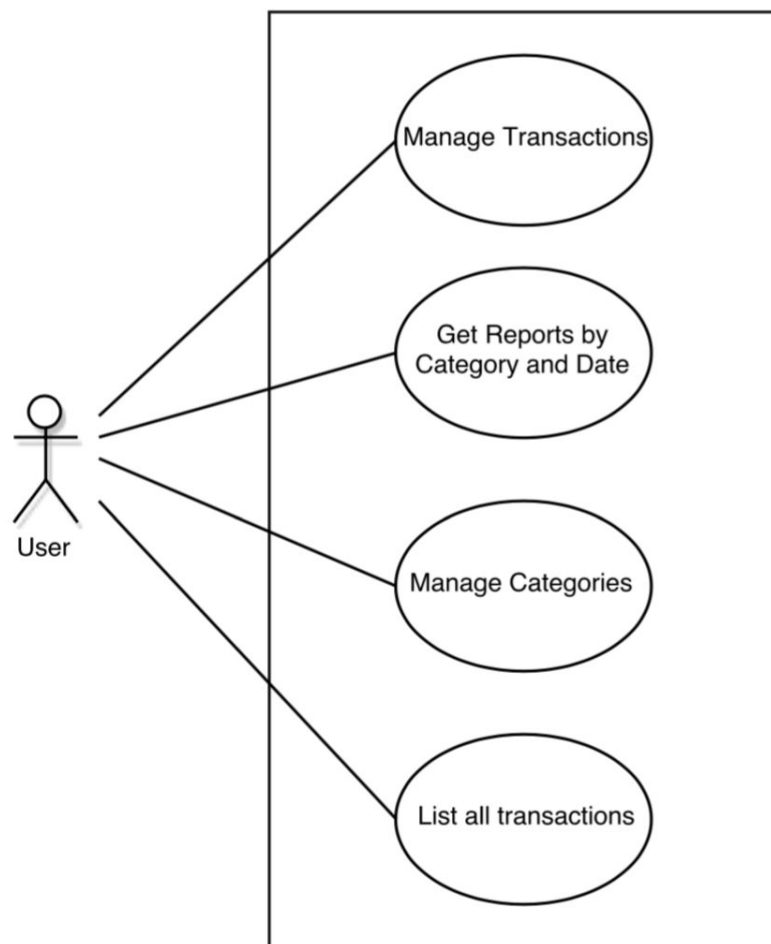 Manage Transactions
Get Reports by
Category and Date
User
Manage Categories
List all transactions